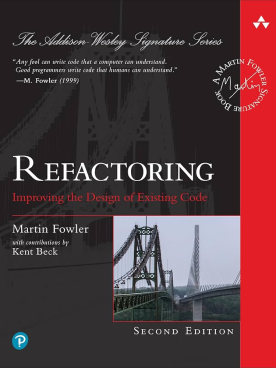 The Addison-Wesley Signature Series
"Any fool can write code that a computer can understand.
Good programmers write code that humans can understand."
—M. Fowler (1999)
A MARTIN FOWLER SIGNATURE BOOK
REFACTORING
Improving the Design of Existing Code
Martin Fowler
with contributions by
Kent Beck
P
SECOND EDITION